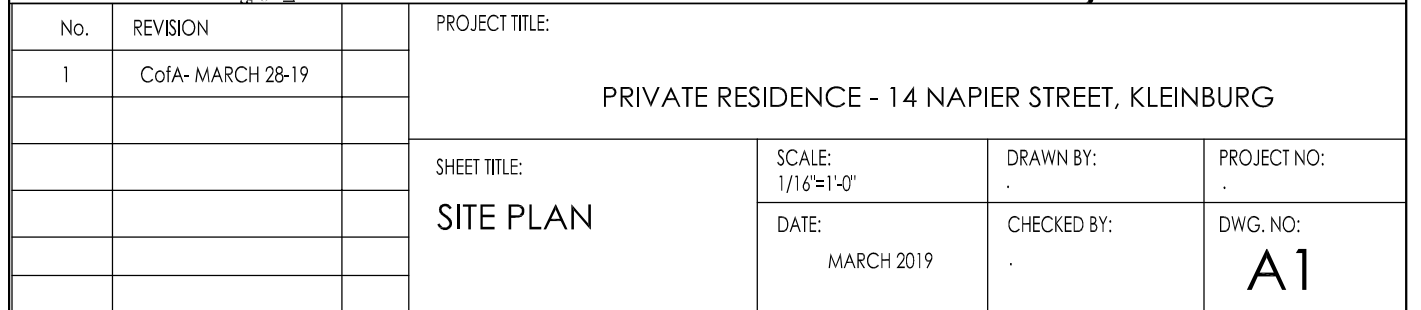 No. REVISION
1 CofA- MARCH 28-19
PROJECT TITLE:
PRIVATE RESIDENCE - 14 NAPIER STREET, KLEINBURG
SHEET TITLE:
SITE PLAN
SCALE:
1/16"=1'-0"
DRAWN BY:
.
PROJECT NO:
.
DATE:
MARCH 2019
CHECKED BY:
.
DWG. NO:
A1